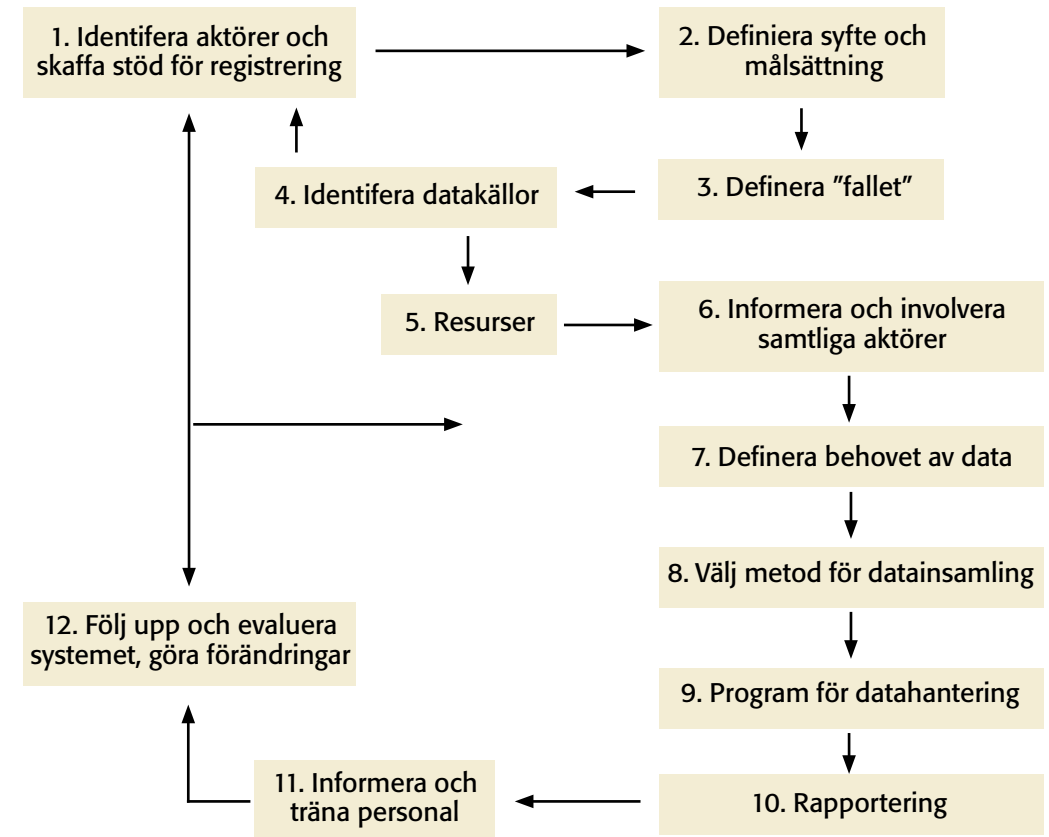 1. Identifera aktörer och
skaffa stöd för registrering
2. Definiera syfte och
målsättning
3. Definera ”fallet”
4. Identifera datakällor
5. Resurser
6. Informera och involvera
samtliga aktörer
7. Definera behovet av data
8. Välj metod för datainsamling
9. Program för datahantering
10. Rapportering
11. Informera och
träna personal
12. Följ upp och evaluera
systemet, göra förändringar